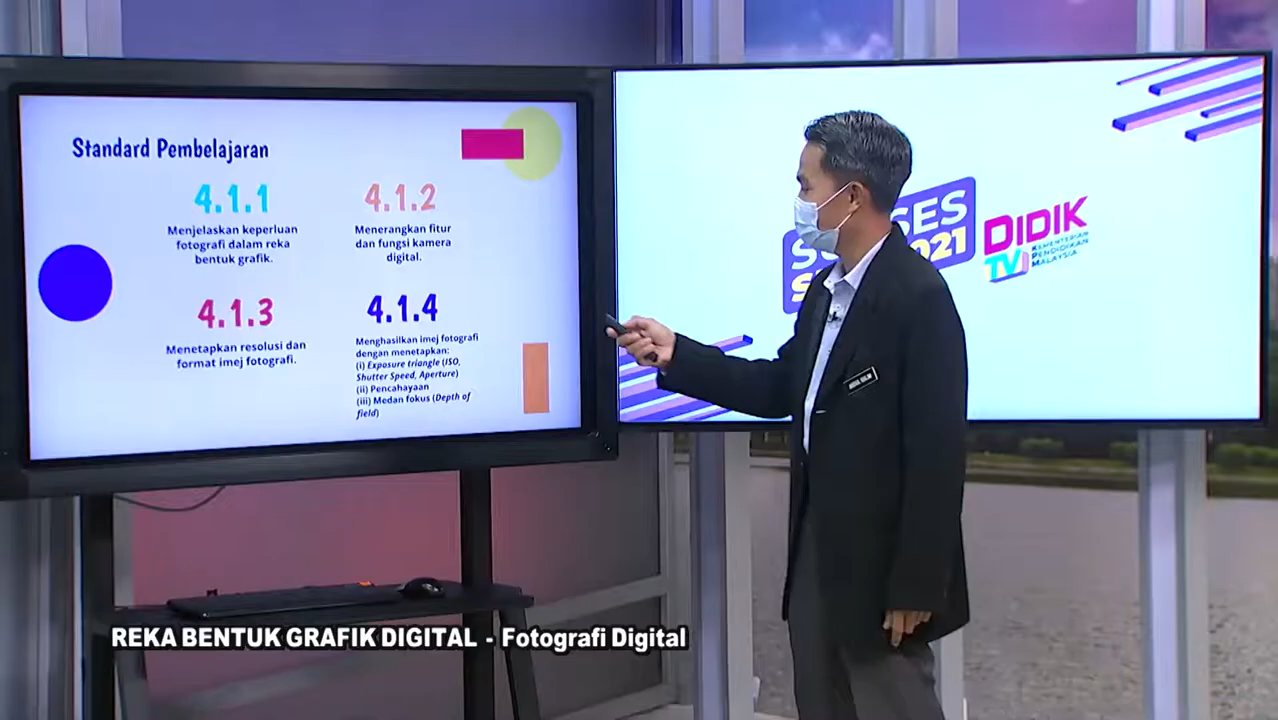 Standard Pembelajaran
4.1.1
Menjelaskan keperluan
fotografi dalam reka
bentuk grafik.
4.1.2
Menerangkan fitur
dan fungsi kamera
digital.
4.1.3
Menetapkan resolusi dan
format imej fotografi.
4.1.4
Menghasilkan imej fotografi
dengan menetapkan:
(i) Exposure triangle (ISO,
Shutter Speed, Aperture)
(ii) Pencahayaan
(iii) Medan fokus (Depth of
field)
DIDIK
TV
KEMENTERIAN
PENDIDIKAN
MALAYSIA
REKA BENTUK GRAFIK DIGITAL - Fotografi Digital